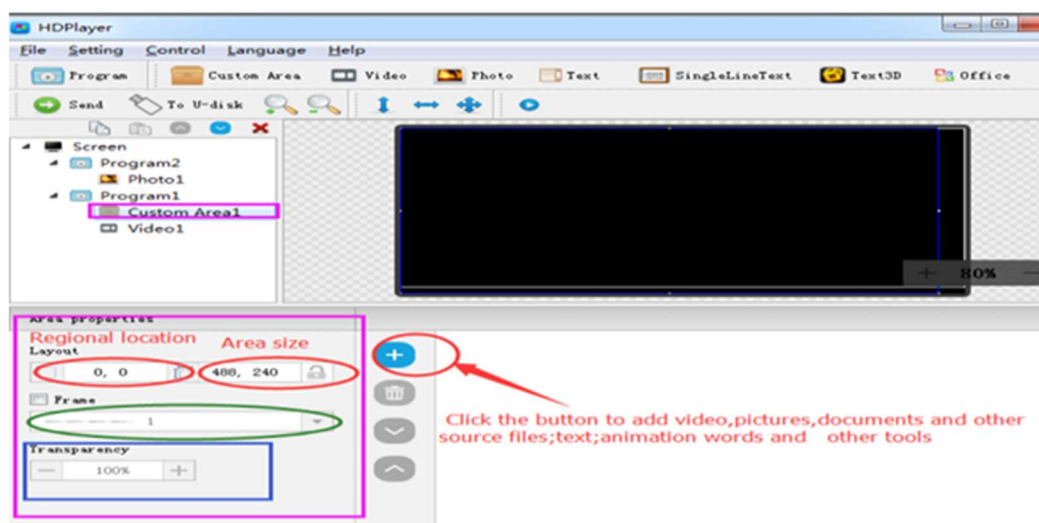 HDPlayer
File Setting Control Language Help
Program Custom Area Video Photo Text SingleLineText Text3D Office
Send To U-disk
Screen
Program2
Photo1
Program1
Custom Area1
Video1
80%
Area properties
Regional location Area size
Layout
0, 0 488, 240
Frame
1
Transparency
100%
Click the button to add video,pictures,documents and other
source files;text;animation words and other tools